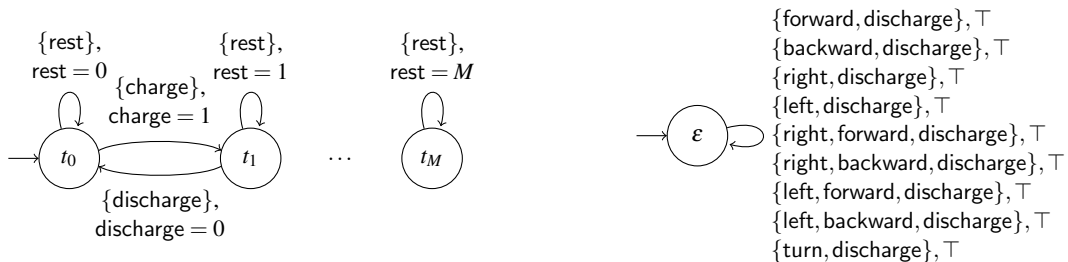 {rest},
rest = 0
{rest},
rest = 1
{rest},
rest = M
{charge},
charge = 1
t₀
t₁
...
t_M
{discharge},
discharge = 0
ε
{forward,discharge},⊤
{backward,discharge},⊤
{right,discharge},⊤
{left,discharge},⊤
{right,forward,discharge},⊤
{right,backward,discharge},⊤
{left,forward,discharge},⊤
{left,backward,discharge},⊤
{turn,discharge},⊤